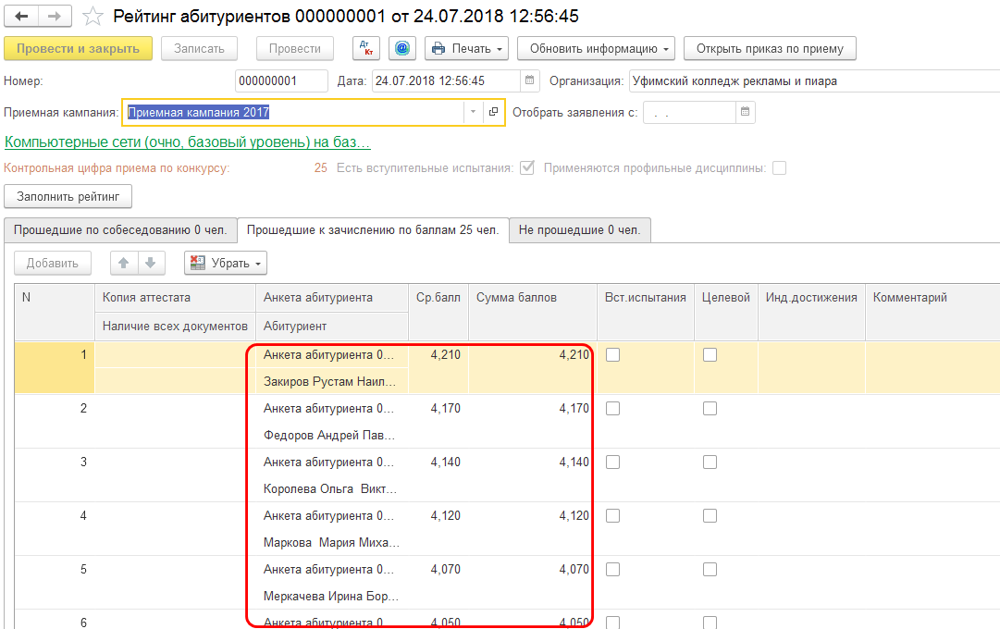 Рейтинг абитуриентов 000000001 от 24.07.2018 12:56:45
Провести и закрыть Записать Провести Дт Кт Печать Обновить информацию Открыть приказ по приему
Номер: 000000001 Дата: 24.07.2018 12:56:45 Организация: Уфимский колледж рекламы и пиара
Приемная кампания: Приемная кампания 2017 Отобрать заявления с: . .
Компьютерные сети (очно, базовый уровень) на баз...
Контрольная цифра приема по конкурсу: 25 Есть вступительные испытания: Применяются профильные дисциплины:
Заполнить рейтинг
Прошедшие по собеседованию 0 чел. Прошедшие к зачислению по баллам 25 чел. Не прошедшие 0 чел.
Добавить Убрать
N Копия аттестата Анкета абитуриента Ср.балл Сумма баллов Вст.испытания Целевой Инд.достижения Комментарий
Наличие всех документов Абитуриент
1 Анкета абитуриента 0... 4,210 4,210
Закиров Рустам Наил...
2 Анкета абитуриента 0... 4,170 4,170
Федоров Андрей Пав...
3 Анкета абитуриента 0... 4,140 4,140
Королева Ольга Викт...
4 Анкета абитуриента 0... 4,120 4,120
Маркова Мария Миха...
5 Анкета абитуриента 0... 4,070 4,070
Меркачева Ирина Бор...
6 Анкета абитуриента 0... 4,050 4,050